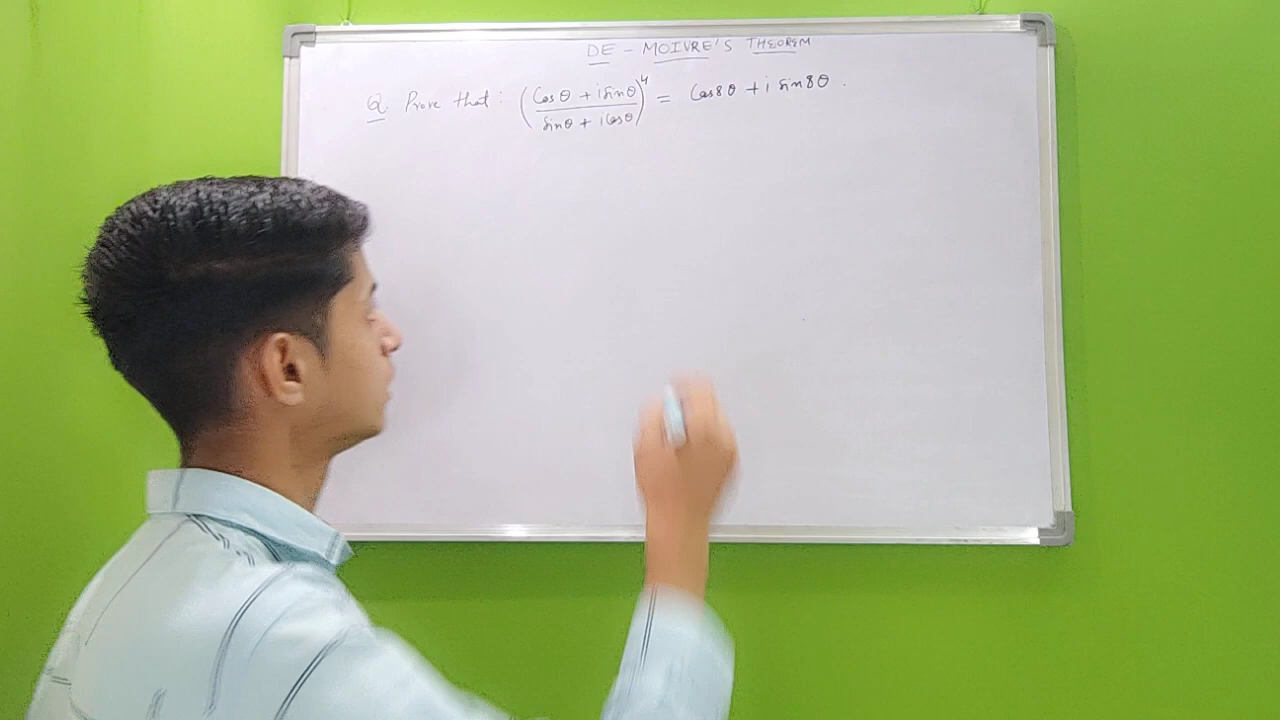 DE - MOIVRE'S THEOREM
Q. Prove that : ((Cosθ + i Sinθ)/(Sinθ + i Cosθ))^4 = Cos8θ + i Sin8θ.